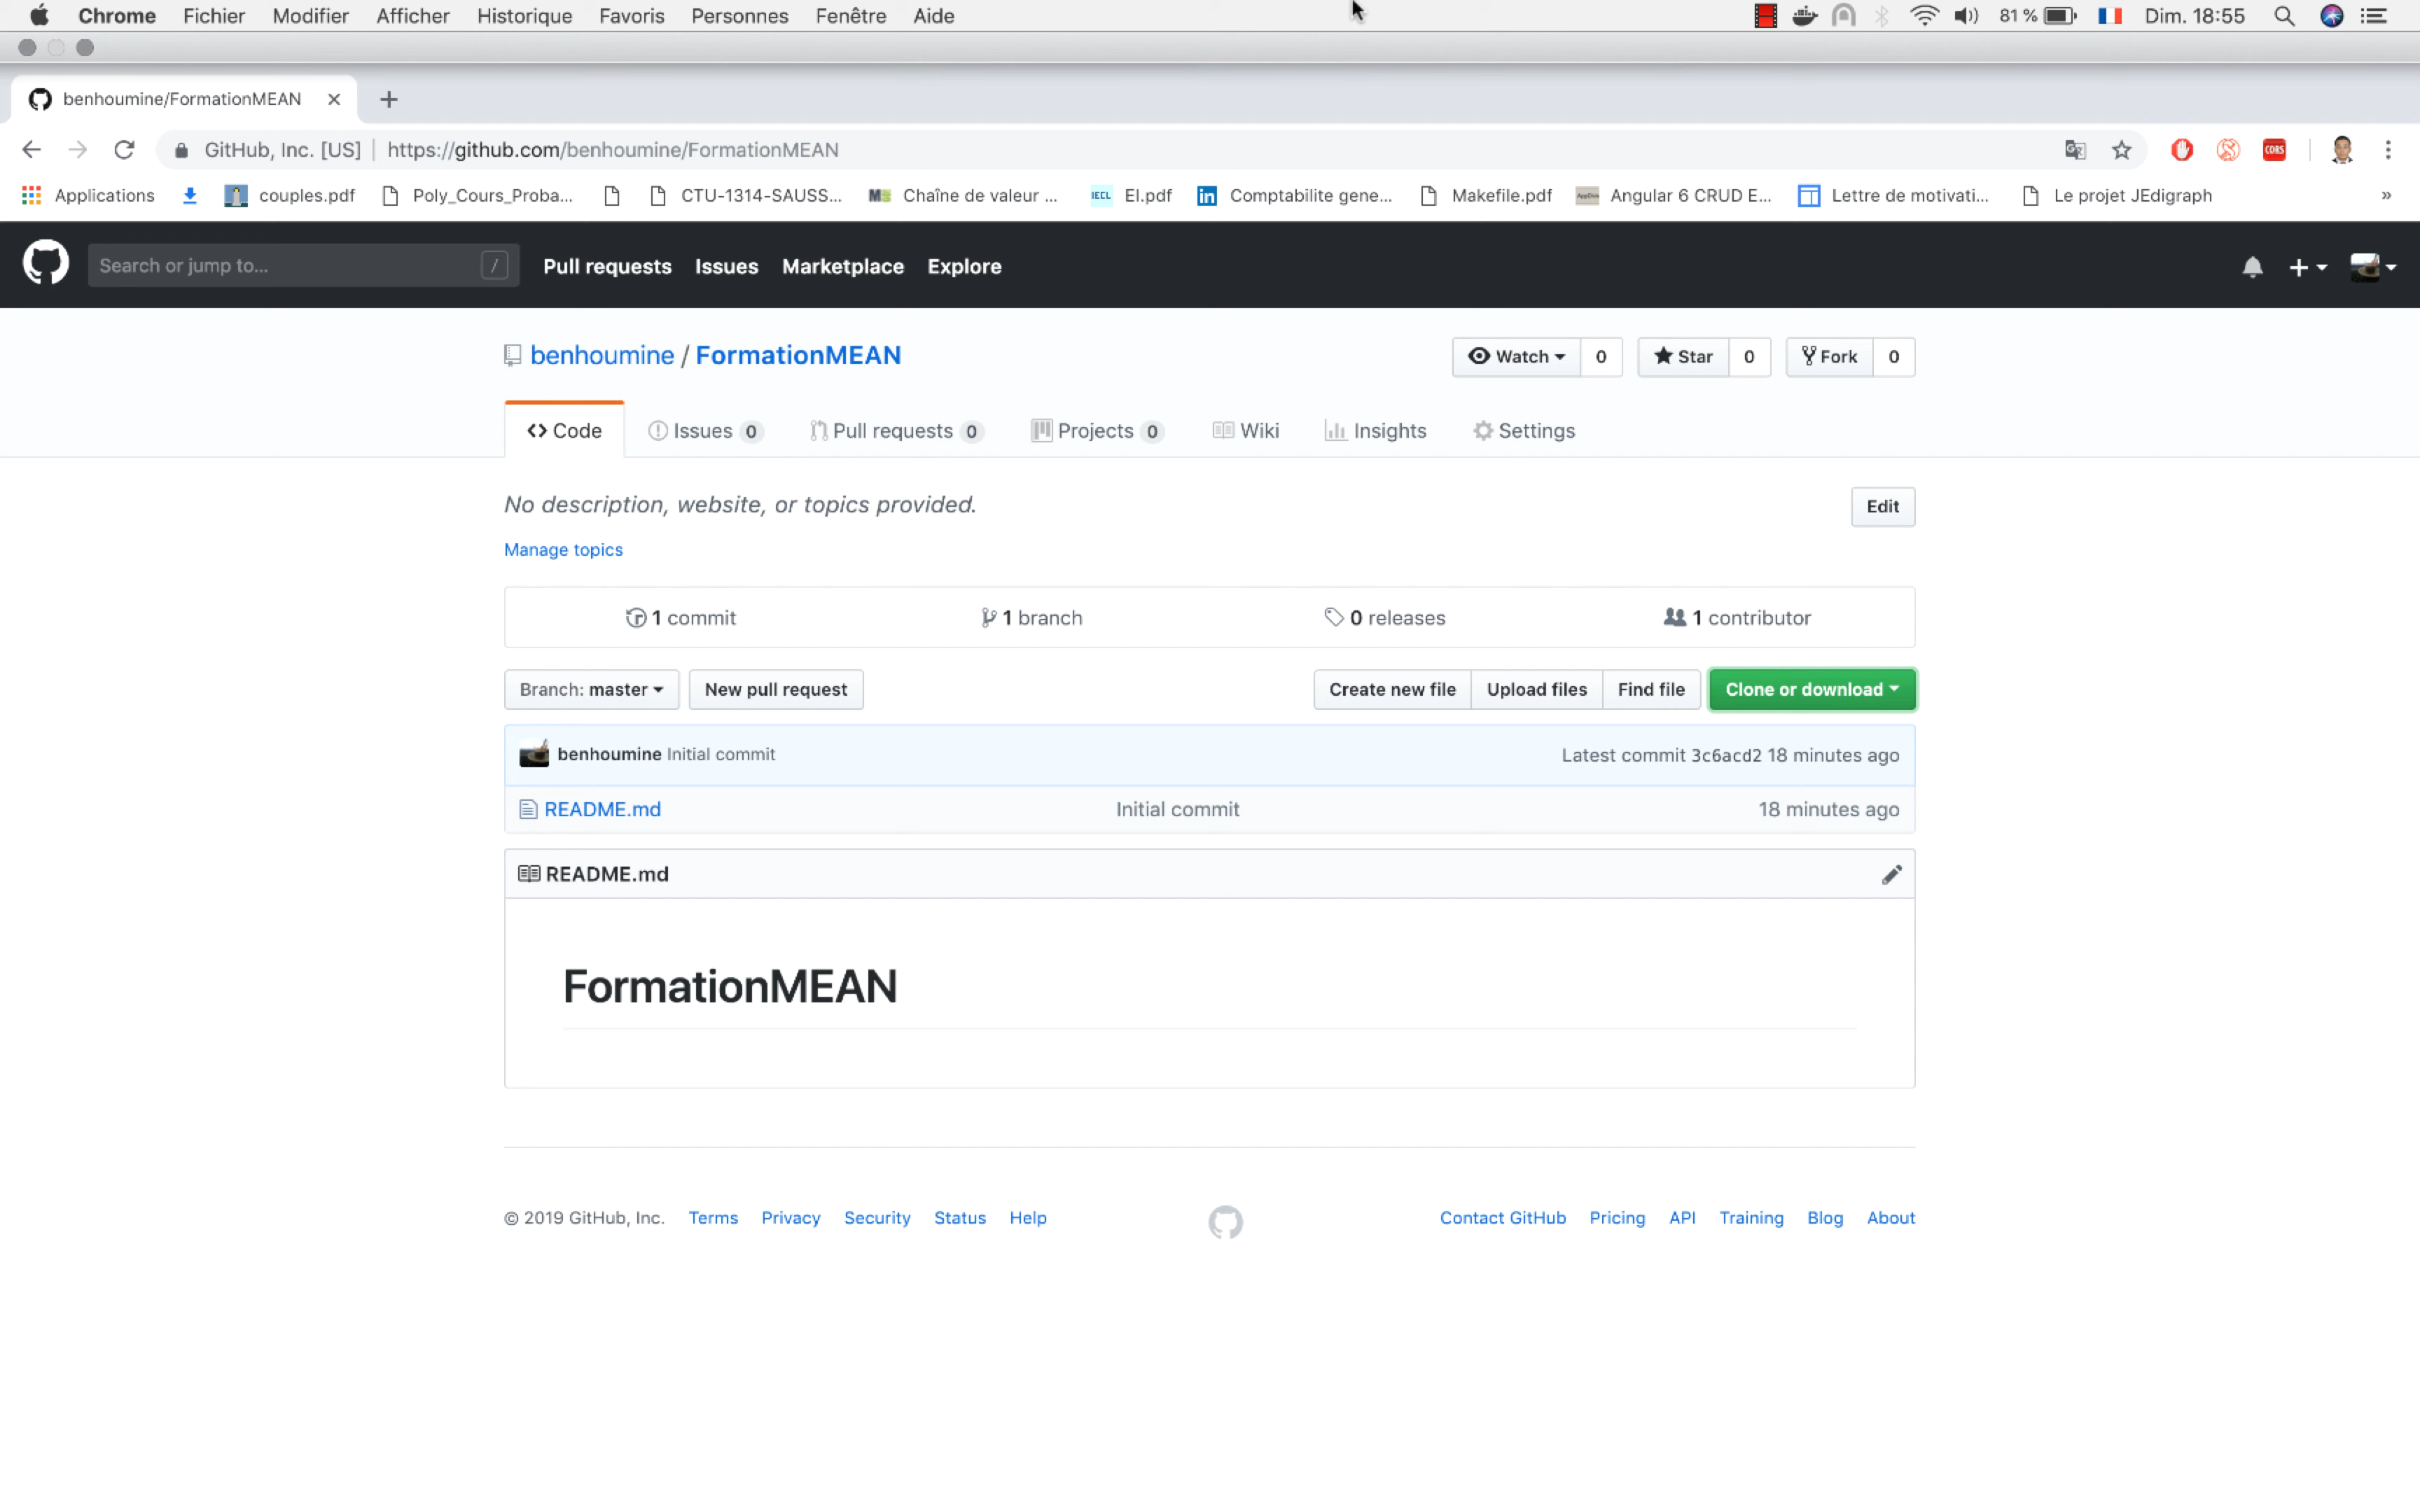 Chrome Fichier Modifier Afficher Historique Favoris Personnes Fenêtre Aide 81 % Dim. 18:55
benhoumine/FormationMEAN
GitHub, Inc. [US] https://github.com/benhoumine/FormationMEAN CORS
Applications couples.pdf Poly_Cours_Proba... CTU-1314-SAUSS... Chaîne de valeur ... IECL EI.pdf in Comptabilite gene... Makefile.pdf Angular 6 CRUD E... Lettre de motivati... Le projet JEdigraph »
Search or jump to... / Pull requests Issues Marketplace Explore
benhoumine / FormationMEAN Watch 0 Star 0 Fork 0
Code Issues 0 Pull requests 0 Projects 0 Wiki Insights Settings
No description, website, or topics provided. Edit
Manage topics
1 commit 1 branch 0 releases 1 contributor
Branch: master New pull request Create new file Upload files Find file Clone or download
benhoumine Initial commit Latest commit 3c6acd2 18 minutes ago
README.md Initial commit 18 minutes ago
README.md
FormationMEAN
© 2019 GitHub, Inc. Terms Privacy Security Status Help Contact GitHub Pricing API Training Blog About